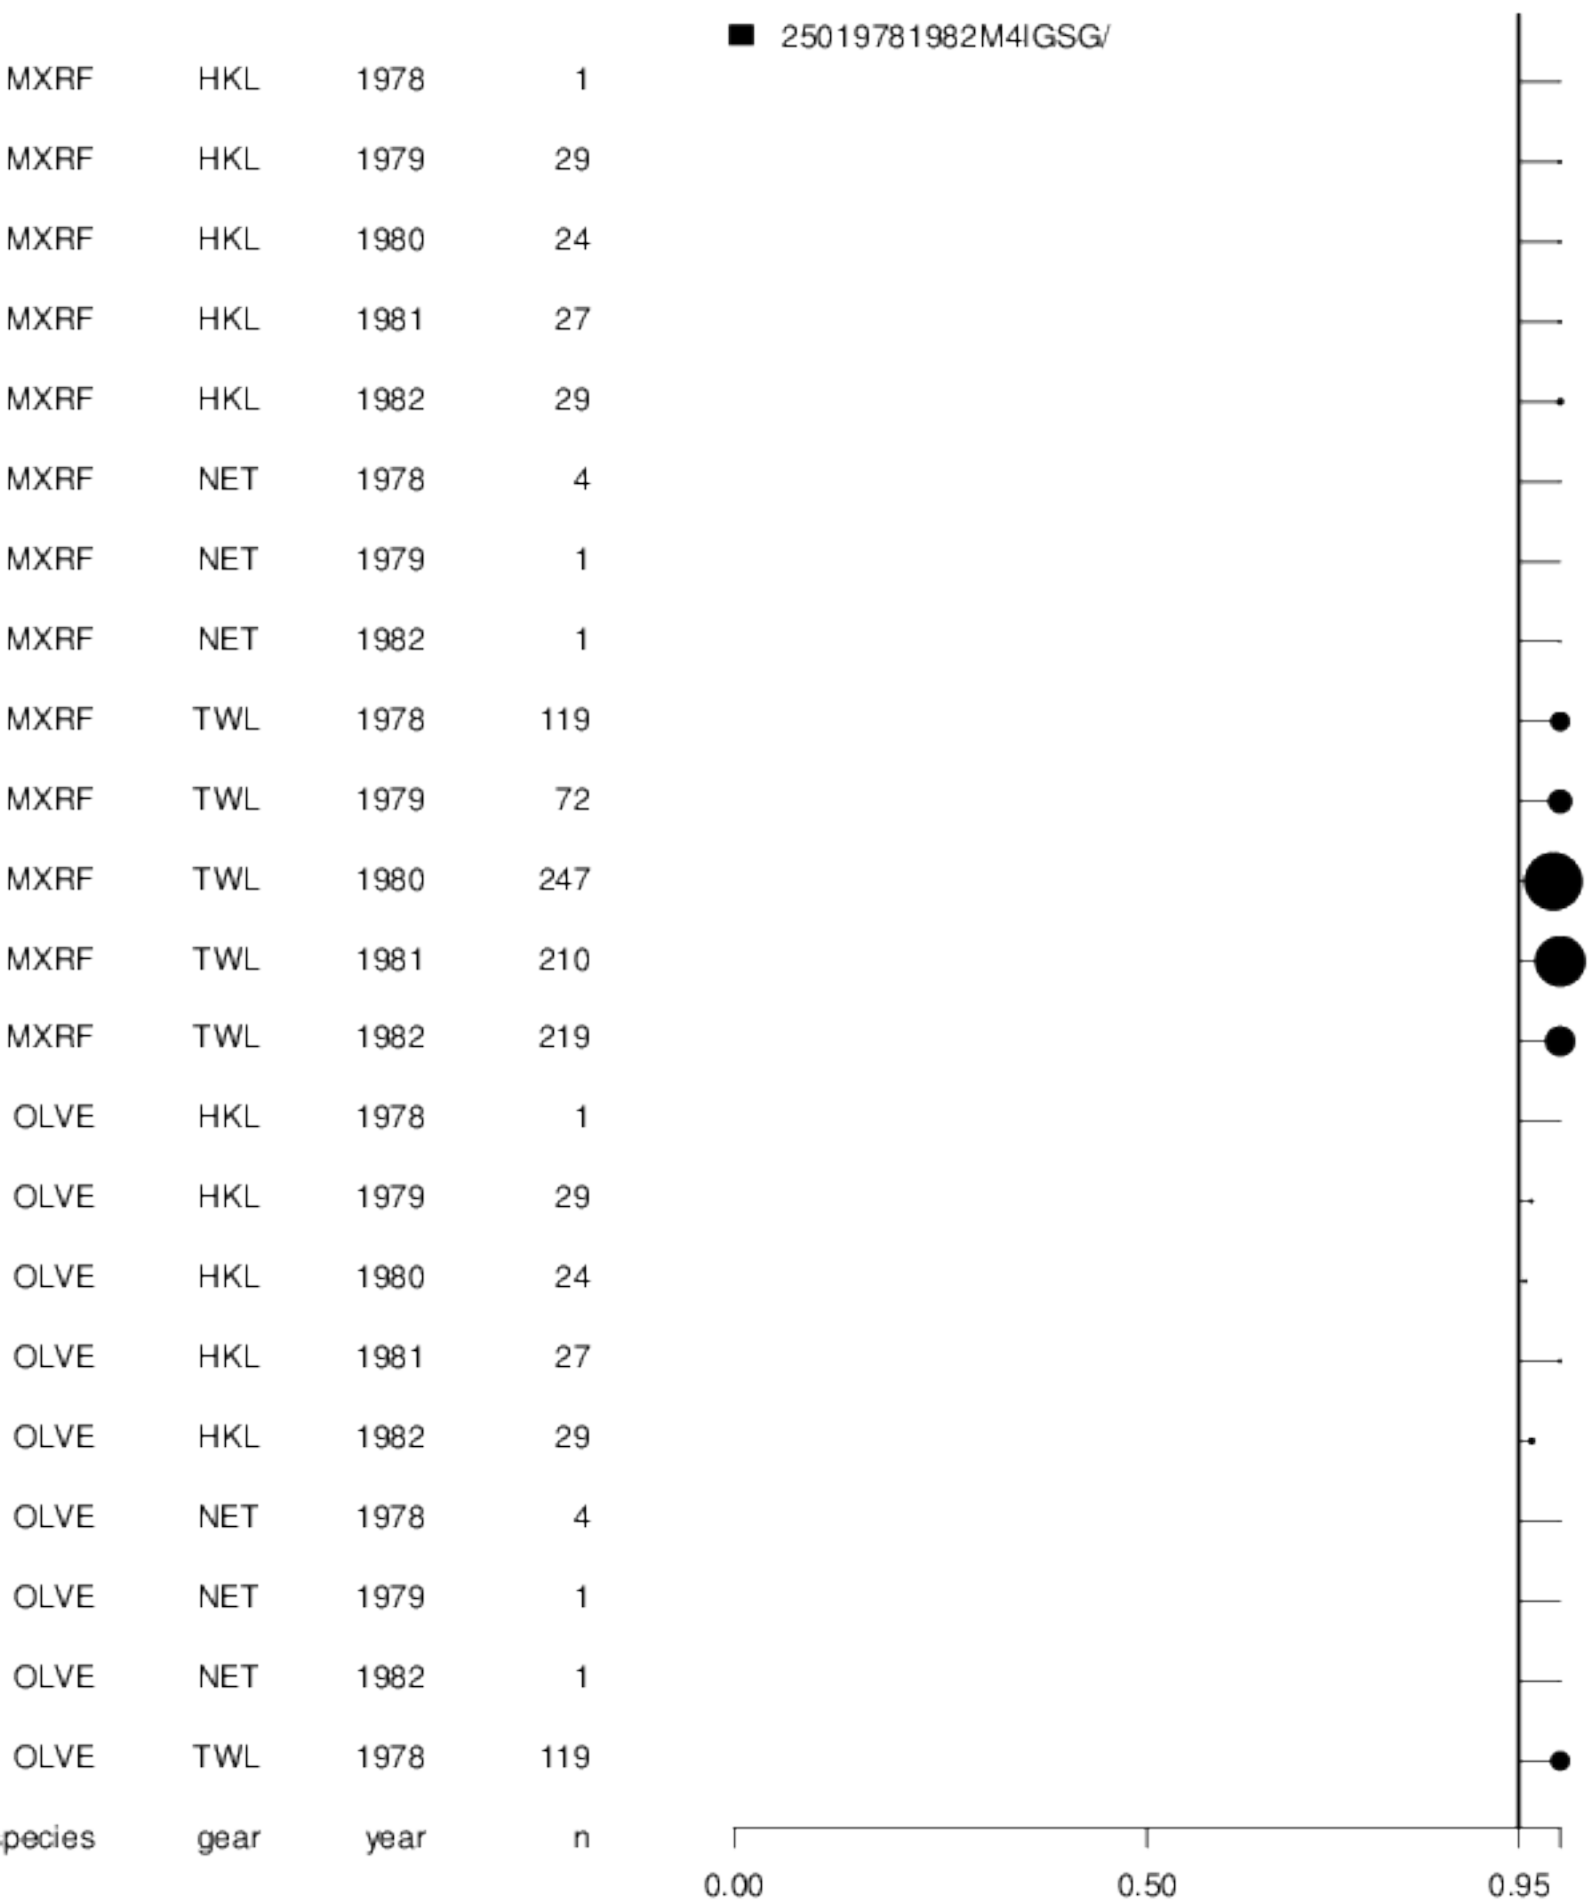 25019781982M4IGSG/
MXRF HKL 1978 1
MXRF HKL 1979 29
MXRF HKL 1980 24
MXRF HKL 1981 27
MXRF HKL 1982 29
MXRF NET 1978 4
MXRF NET 1979 1
MXRF NET 1982 1
MXRF TWL 1978 119
MXRF TWL 1979 72
MXRF TWL 1980 247
MXRF TWL 1981 210
MXRF TWL 1982 219
OLVE HKL 1978 1
OLVE HKL 1979 29
OLVE HKL 1980 24
OLVE HKL 1981 27
OLVE HKL 1982 29
OLVE NET 1978 4
OLVE NET 1979 1
OLVE NET 1982 1
OLVE TWL 1978 119
pecies gear year n
0.00 0.50 0.95